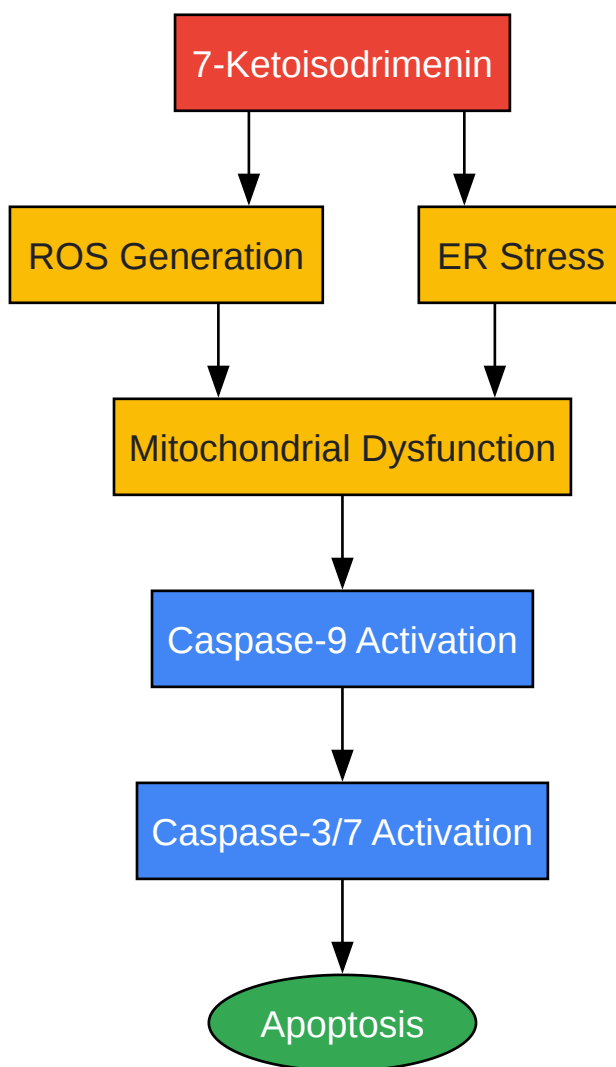 7-Ketoisodrimenin
ROS Generation
ER Stress
Mitochondrial Dysfunction
Caspase-9 Activation
Caspase-3/7 Activation
Apoptosis